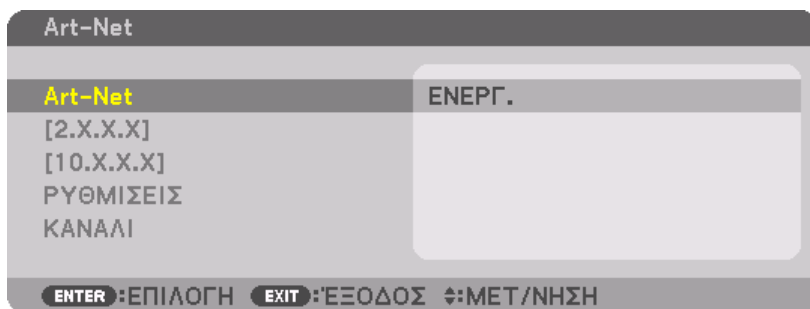 Art-Net
Art-Net ΕΝΕΡΓ.
[2.X.X.X]
[10.X.X.X]
ΡΥΘΜΙΣΕΙΣ
ΚΑΝΑΛΙ
ENTER:ΕΠΙΛΟΓΗ EXIT:ΈΞΟΔΟΣ ♦:ΜΕΤ/ΝΗΣΗ